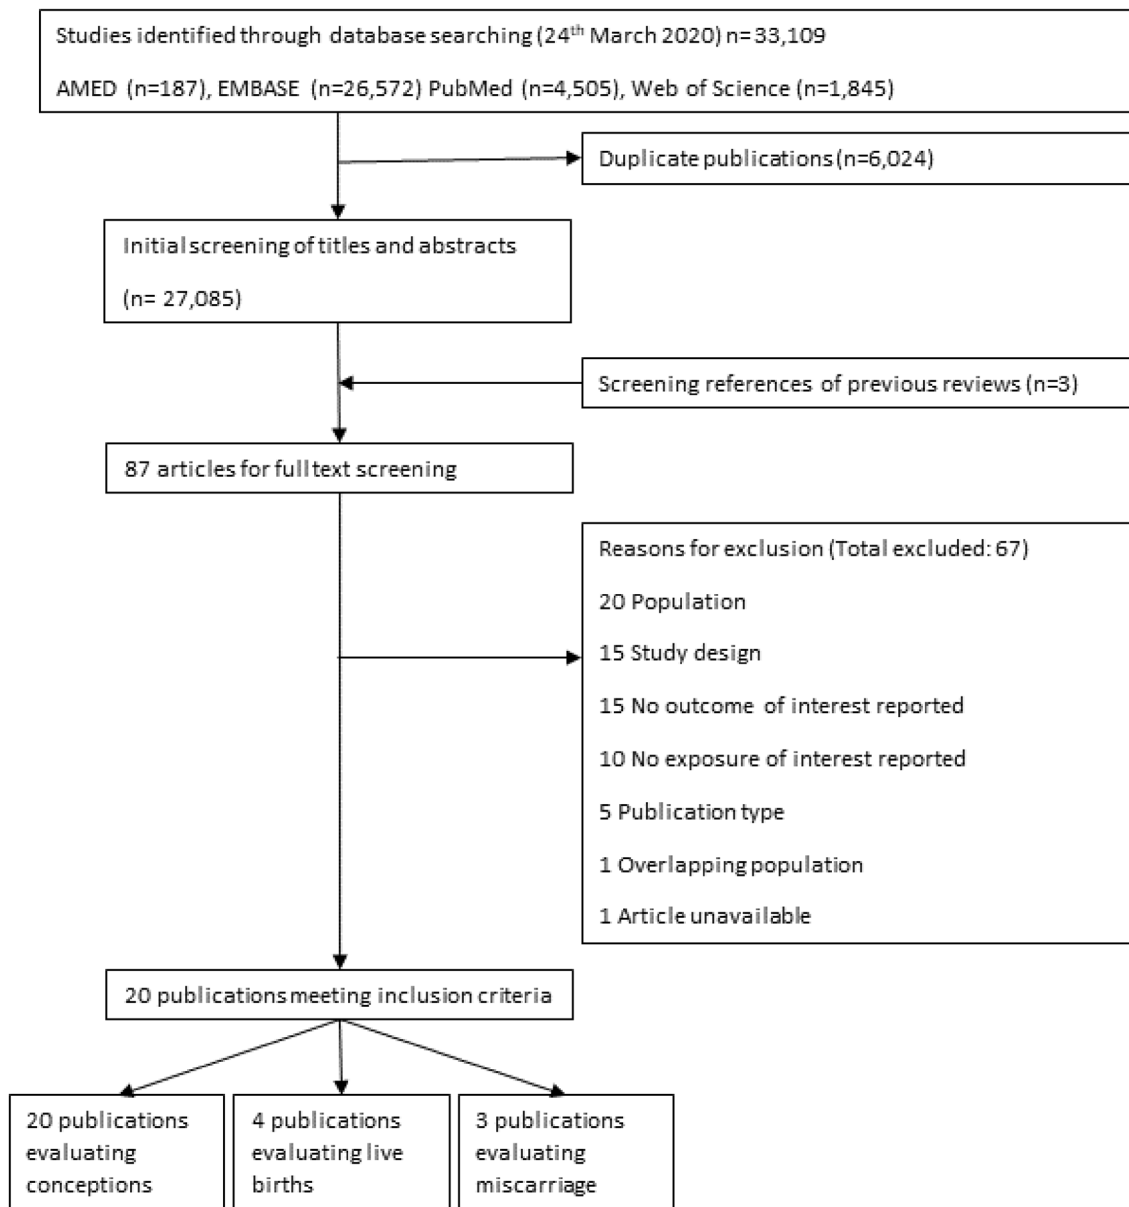 Studies identified through database searching (24th March 2020) n= 33,109
AMED (n=187), EMBASE (n=26,572) PubMed (n=4,505), Web of Science (n=1,845)
Duplicate publications (n=6,024)
Initial screening of titles and abstracts
(n= 27,085)
Screening references of previous reviews (n=3)
87 articles for full text screening
Reasons for exclusion (Total excluded: 67)
20 Population
15 Study design
15 No outcome of interest reported
10 No exposure of interest reported
5 Publication type
1 Overlapping population
1 Article unavailable
20 publications meeting inclusion criteria
20 publications
evaluating
conceptions
4 publications
evaluating live
births
3 publications
evaluating
miscarriage